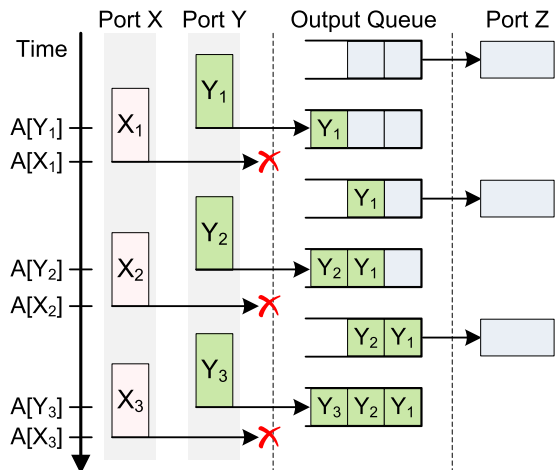 Port X Port Y Output Queue Port Z
Time
Y₁
X₁
A[Y₁] Y₁
A[X₁]
Y₁
Y₂
X₂
A[Y₂] Y₂ Y₁
A[X₂]
Y₂ Y₁
Y₃
X₃
A[Y₃] Y₃ Y₂ Y₁
A[X₃]